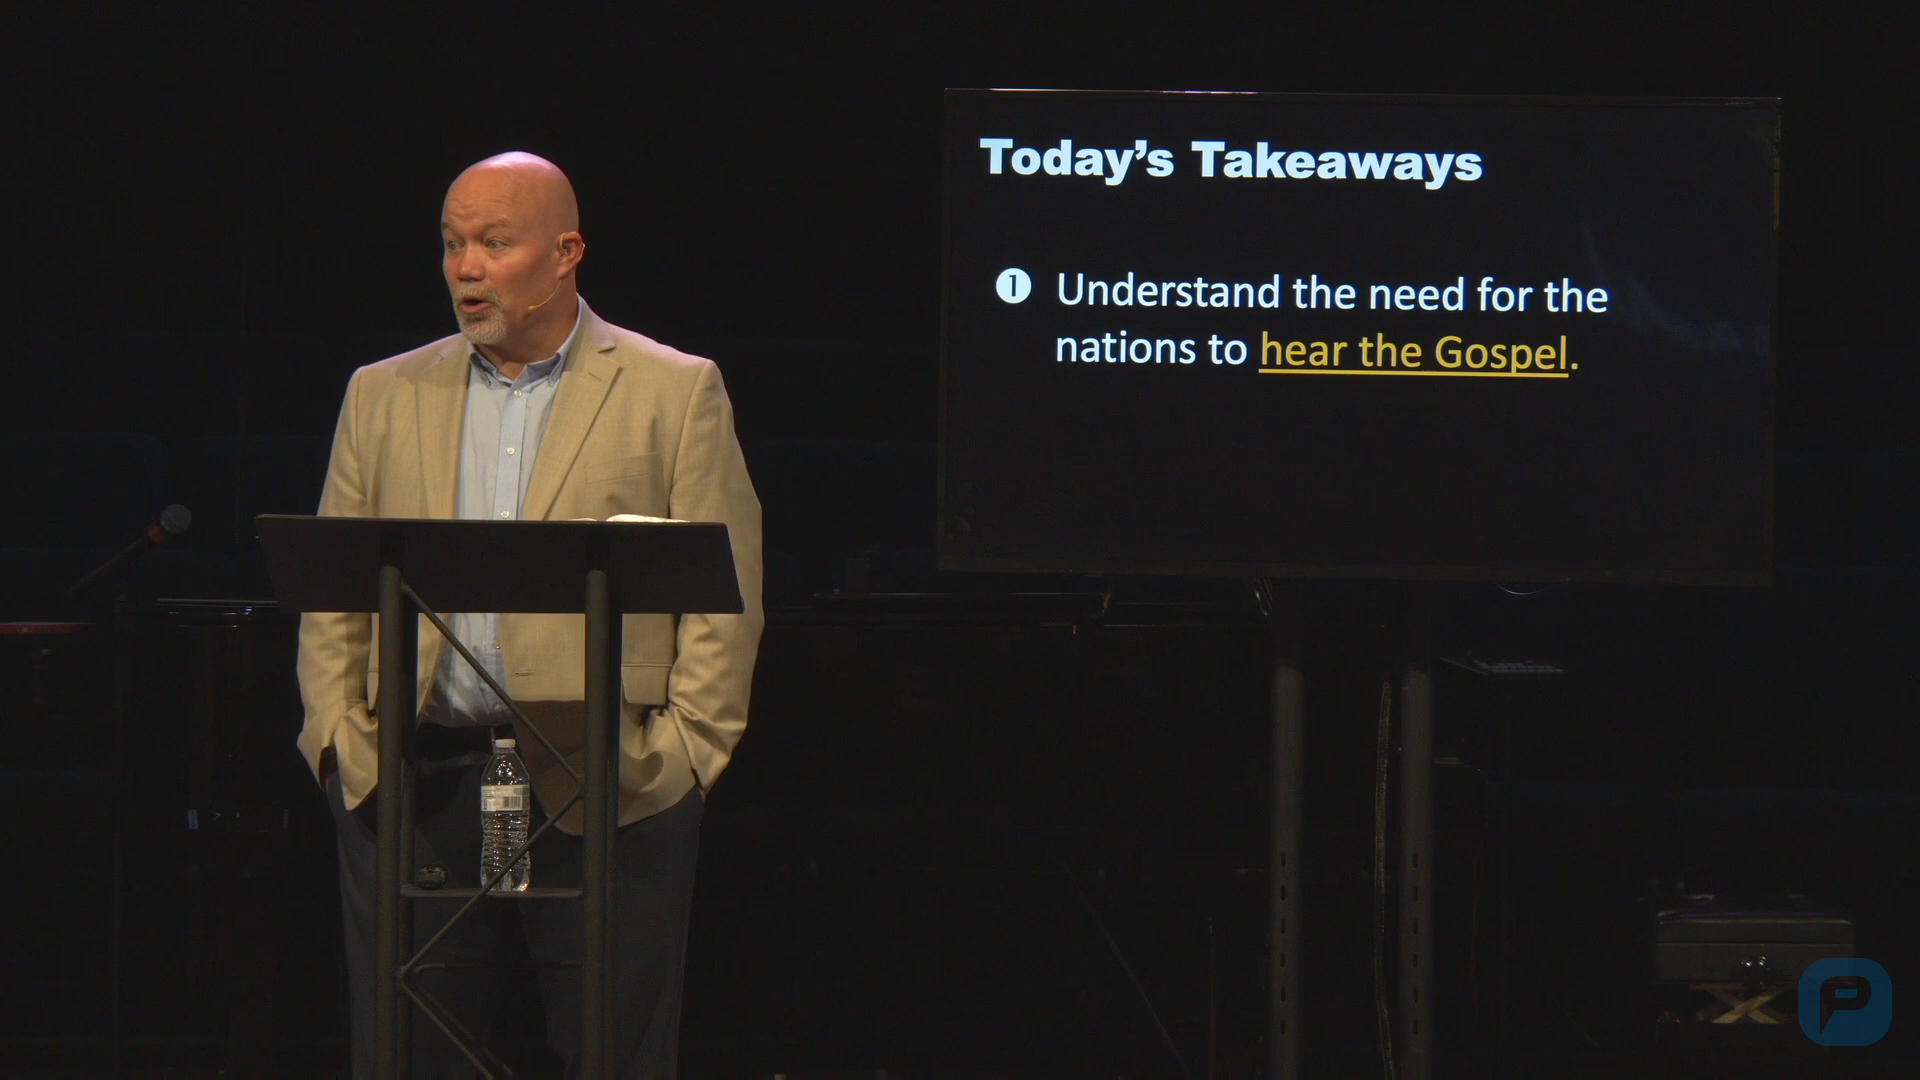 Today's Takeaways
❶ Understand the need for the
nations to hear the Gospel.